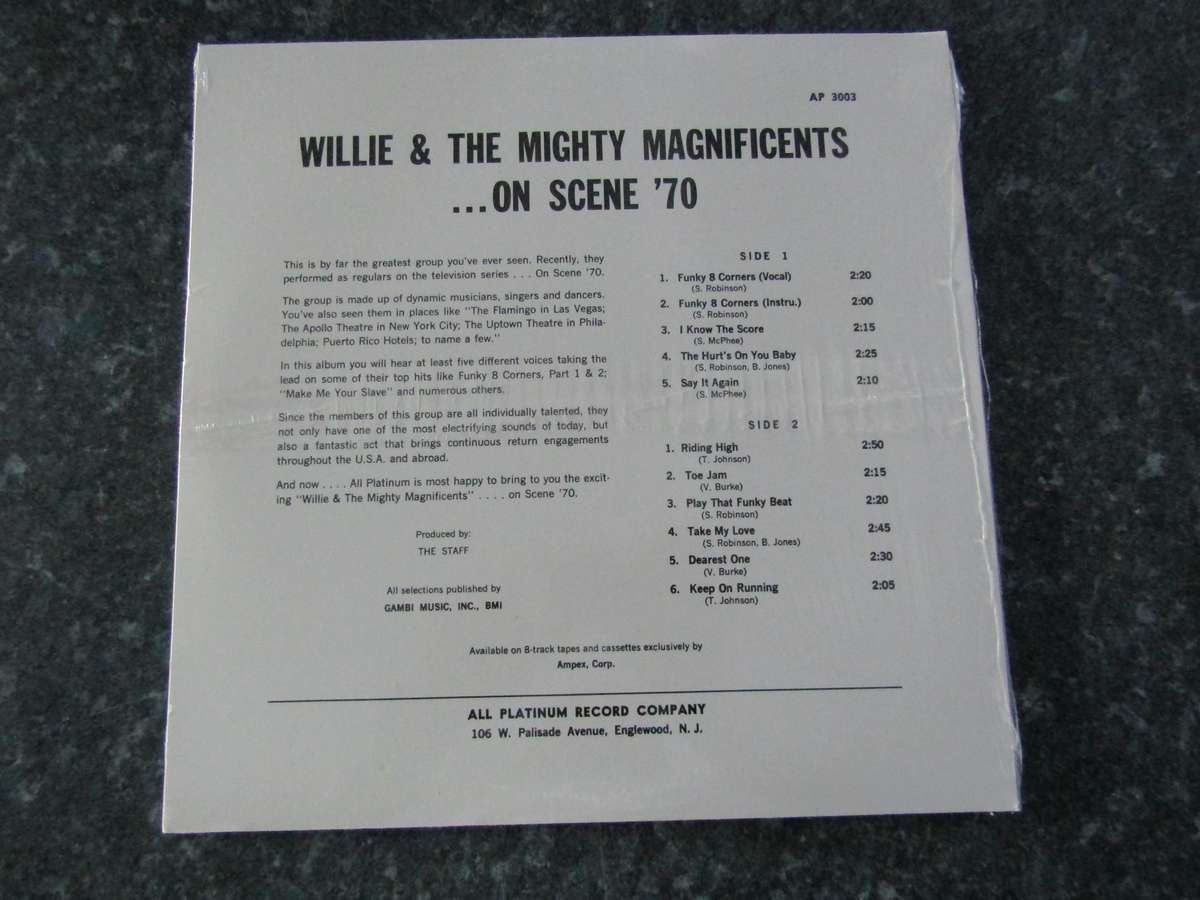 AP 3003
WILLIE & THE MIGHTY MAGNIFICENTS
...ON SCENE '70
This is by far the greatest group you've ever seen. Recently, they
performed as regulars on the television series . . . On Scene '70.
The group is made up of dynamic musicians, singers and dancers.
You've also seen them in places like "The Flamingo in Las Vegas;
The Apollo Theatre in New York City; The Uptown Theatre in Phila-
delphia; Puerto Rico Hotels; to name a few."
In this album you will hear at least five different voices taking the
lead on some of their top hits like Funky 8 Corners, Part 1 & 2;
"Make Me Your Slave" and numerous others.
Since the members of this group are all individually talented, they
not only have one of the most electrifying sounds of today, but
also a fantastic act that brings continuous return engagements
throughout the U.S.A. and abroad.
And now . . . . All Platinum is most happy to bring to you the excit-
ing "Willie & The Mighty Magnificents" . . . . on Scene '70.
Produced by:
THE STAFF
All selections published by
GAMBI MUSIC, INC., BMI
SIDE 1
1. Funky 8 Corners (Vocal) 2:20
(S. Robinson)
2. Funky 8 Corners (Instru.) 2:00
(S. Robinson)
3. I Know The Score 2:15
(S. McPhee)
4. The Hurt's On You Baby 2:25
(S. Robinson, B. Jones)
5. Say It Again 2:10
(S. McPhee)
SIDE 2
1. Riding High 2:50
(T. Johnson)
2. Toe Jam 2:15
(V. Burke)
3. Play That Funky Beat 2:20
(S. Robinson)
4. Take My Love 2:45
(S. Robinson, B. Jones)
5. Dearest One 2:30
(V. Burke)
6. Keep On Running 2:05
(T. Johnson)
Available on 8-track tapes and cassettes exclusively by
Ampex, Corp.
ALL PLATINUM RECORD COMPANY
106 W. Palisade Avenue, Englewood, N. J.